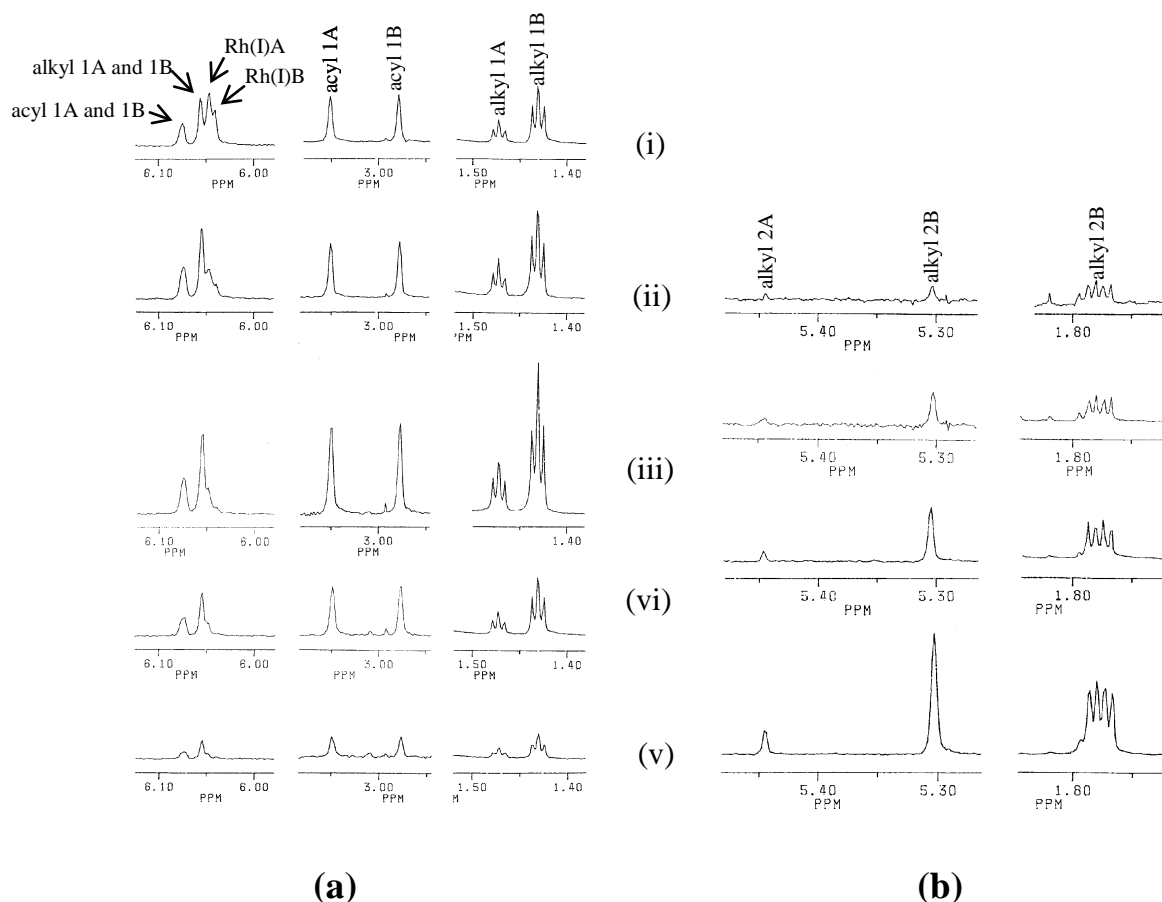 Rh(I)A
alkyl 1A and 1B
Rh(I)B
acyl 1A and 1B
acyl 1A
acyl 1B
alkyl 1A
alkyl 1B
(i)
6.10 6.00 3.00 1.50 1.40
PPM PPM PPM
alkyl 2A
alkyl 2B
alkyl 2B
(ii)
6.10 6.00 3.00 1.50 1.40
PPM PPM PPM
5.40 5.30 1.80
PPM
(iii)
6.10 6.00 3.00 1.40
PPM PPM
5.40 5.30 1.80
PPM PPM
(vi)
6.10 6.00 3.00 1.50 1.40
PPM PPM PPM
5.40 5.30 1.80
PPM PPM
(v)
6.10 6.00 3.00 1.50 1.40
PPM PPM
5.40 5.30 1.80
PPM PPM
(a)
(b)